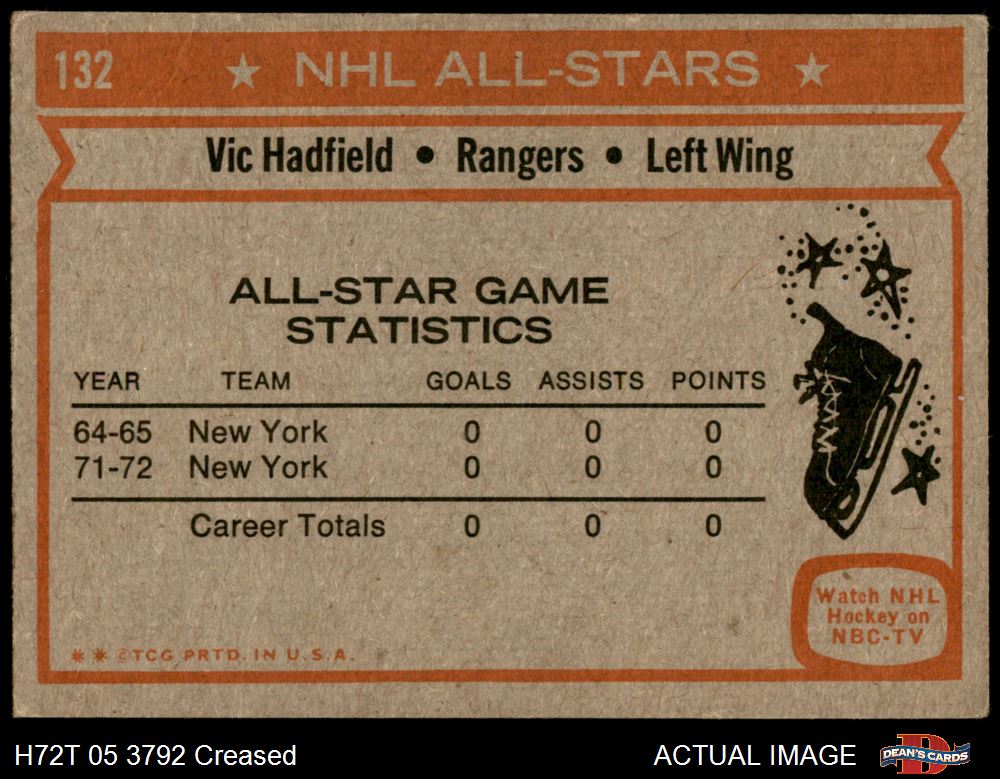 132 ★ NHL ALL-STARS ★
Vic Hadfield • Rangers • Left Wing
ALL-STAR GAME
STATISTICS
YEAR TEAM GOALS ASSISTS POINTS
64-65 New York 0 0 0
71-72 New York 0 0 0
Career Totals 0 0 0
Watch NHL
Hockey on
NBC-TV
✷ ✷ ©TCG PRTD. IN U.S.A.
H72T 05 3792 Creased
ACTUAL IMAGE
DEAN'S CARDS